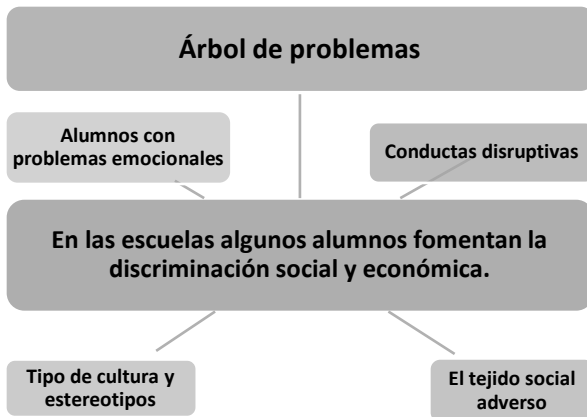 Árbol de problemas
Alumnos con
problemas emocionales
Conductas disruptivas
En las escuelas algunos alumnos fomentan la
discriminación social y económica.
Tipo de cultura y
estereotipos
El tejido social
adverso